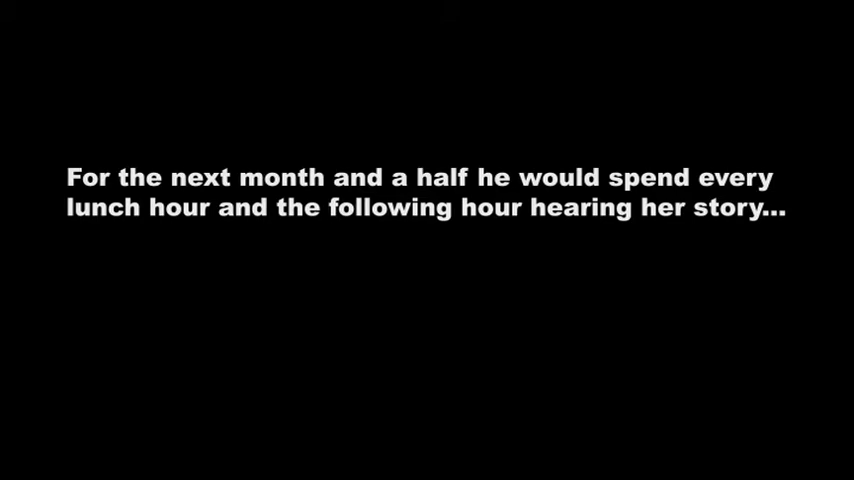 For the next month and a half he would spend every
lunch hour and the following hour hearing her story...